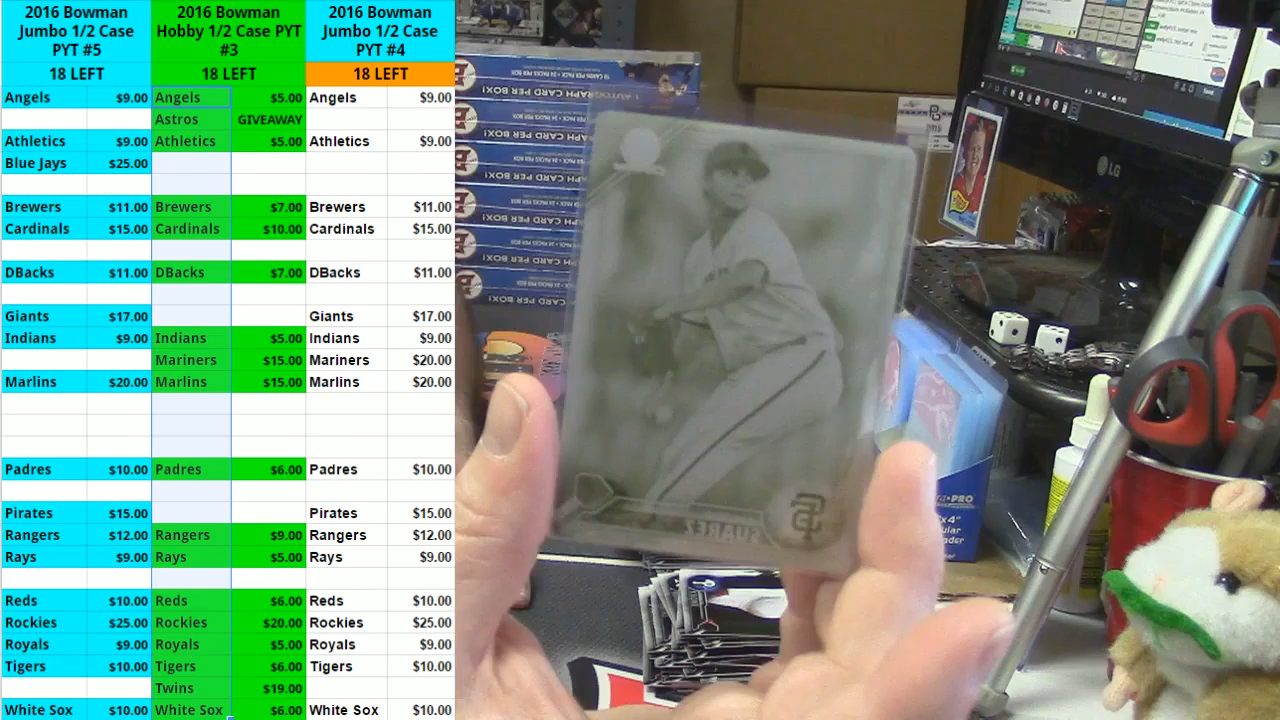 2016 Bowman
Jumbo 1/2 Case
PYT #5
18 LEFT
Angels $9.00
Athletics $9.00
Blue Jays $25.00
Brewers $11.00
Cardinals $15.00
DBacks $11.00
Giants $17.00
Indians $9.00
Marlins $20.00
Padres $10.00
Pirates $15.00
Rangers $12.00
Rays $9.00
Reds $10.00
Rockies $25.00
Royals $9.00
Tigers $10.00
White Sox $10.00
2016 Bowman
Hobby 1/2 Case PYT
#3
18 LEFT
Angels $5.00
Astros GIVEAWAY
Athletics $5.00
Brewers $7.00
Cardinals $10.00
DBacks $7.00
Indians $5.00
Mariners $15.00
Marlins $15.00
Padres $6.00
Rangers $9.00
Rays $5.00
Reds $6.00
Rockies $20.00
Royals $5.00
Tigers $6.00
Twins $19.00
White Sox $6.00
2016 Bowman
Jumbo 1/2 Case
PYT #4
18 LEFT
Angels $9.00
Athletics $9.00
Brewers $11.00
Cardinals $15.00
DBacks $11.00
Giants $17.00
Indians $9.00
Mariners $20.00
Marlins $20.00
Padres $10.00
Pirates $15.00
Rangers $12.00
Rays $9.00
Reds $10.00
Rockies $25.00
Royals $9.00
Tigers $10.00
White Sox $10.00
1 AUTOGRAPH CARD PER BOX!
LG
SUAREZ
PRO